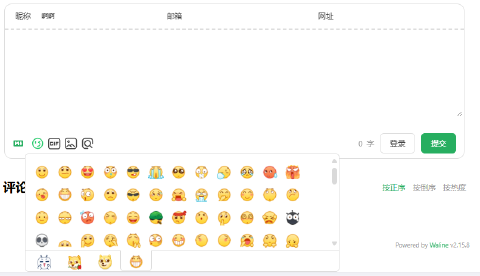 昵称 啊啊 邮箱 网址
M↓ GIF 0 字 登录 提交
评论
按正序 按倒序 按热度
Powered by Waline v2.15.8